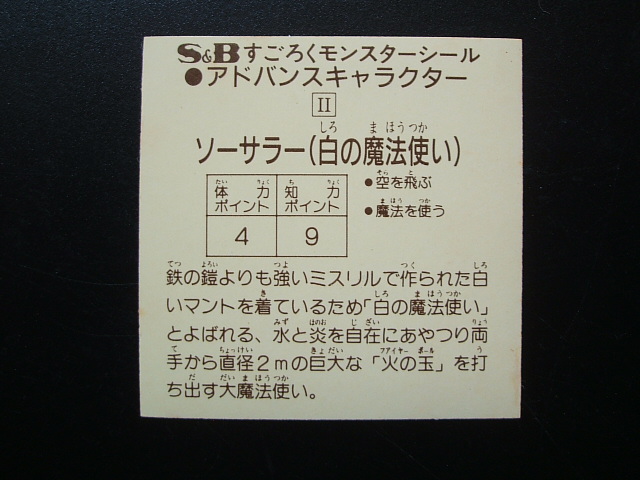 S&Bすごろくモンスターシール
●アドバンスキャラクター
II
ソーサラー(白の魔法使い)
体力ポイント 知力ポイント
4 9
●空を飛ぶ
●魔法を使う
鉄の鎧よりも強いミスリルで作られた白
いマントを着ているため「白の魔法使い」
とよばれる、水と炎を自在にあやつり両
手から直径2mの巨大な「火の玉」を打
ち出す大魔法使い。